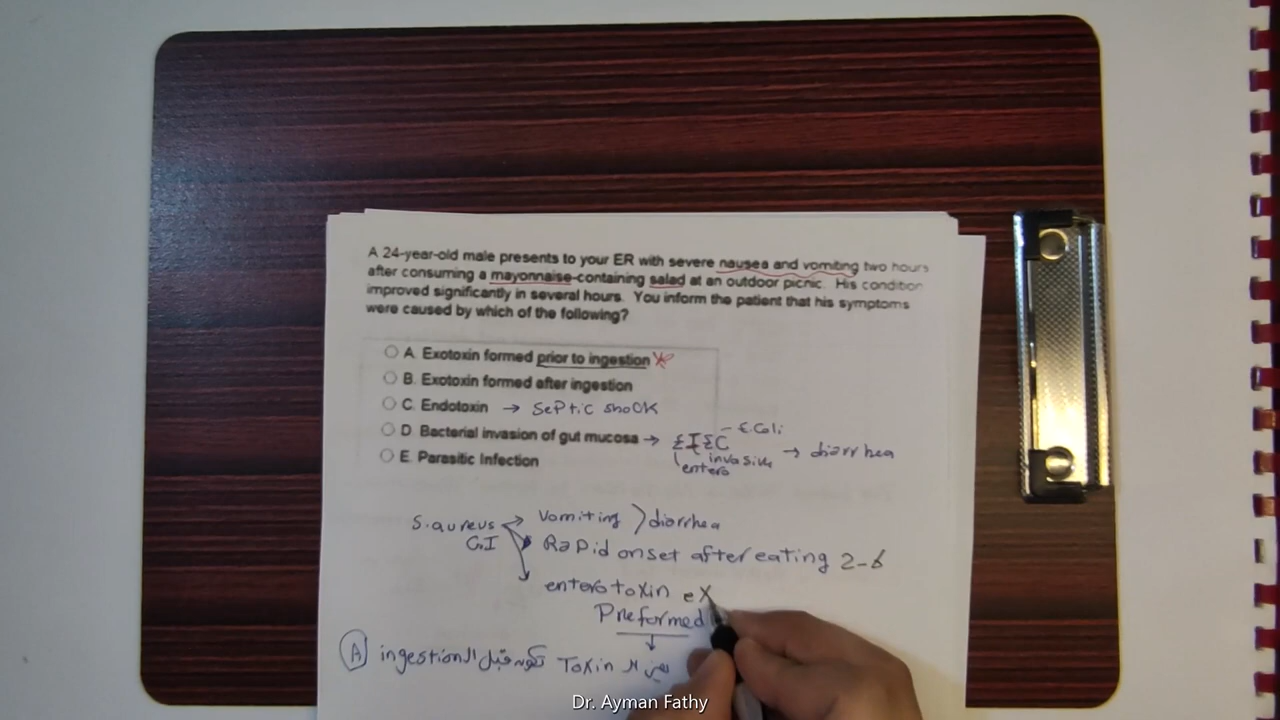 A 24-year-old male presents to your ER with severe nausea and vomiting two hours
after consuming a mayonnaise-containing salad at an outdoor picnic. His condition
improved significantly in several hours. You inform the patient that his symptoms
were caused by which of the following?
A. Exotoxin formed prior to ingestion
B. Exotoxin formed after ingestion
C. Endotoxin → septic shock
D. Bacterial invasion of gut mucosa → EIEC - E.Coli
entero invasive → diarrhea
E. Parasitic Infection
S.aureus → Vomiting > diarrhea
GI Rapid onset after eating 2-6
enterotoxin ex
Preformed
A ingestion تكون قبل ال Toxin ال
Dr. Ayman Fathy